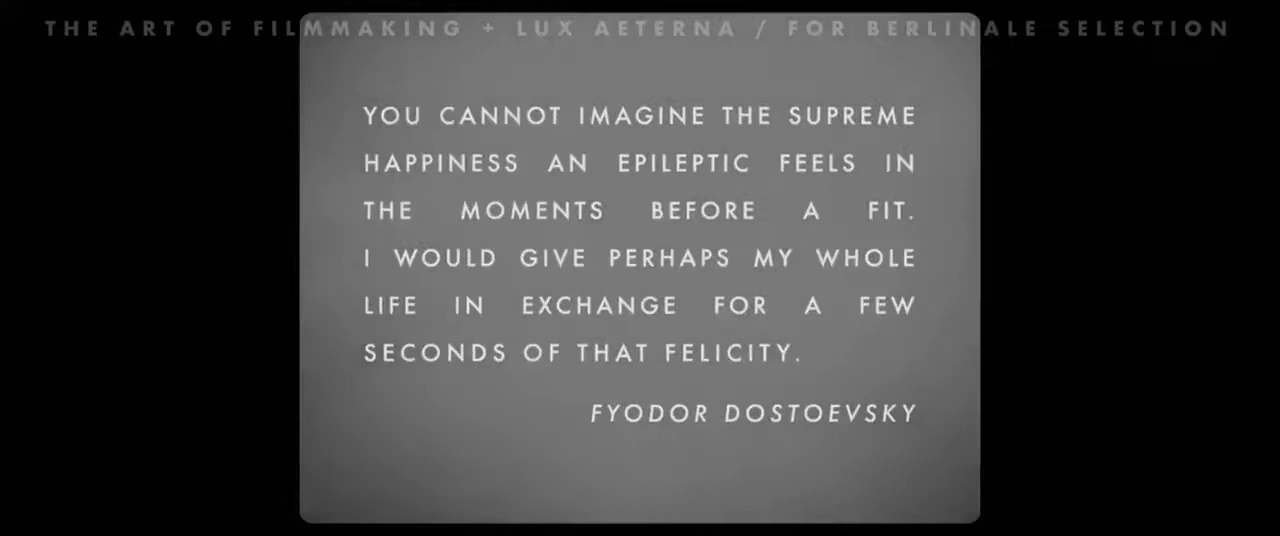 THE ART OF FILMMAKING + LUX AETERNA / FOR BERLINALE SELECTION
YOU CANNOT IMAGINE THE SUPREME
HAPPINESS AN EPILEPTIC FEELS IN
THE MOMENTS BEFORE A FIT.
I WOULD GIVE PERHAPS MY WHOLE
LIFE IN EXCHANGE FOR A FEW
SECONDS OF THAT FELICITY.
FYODOR DOSTOEVSKY